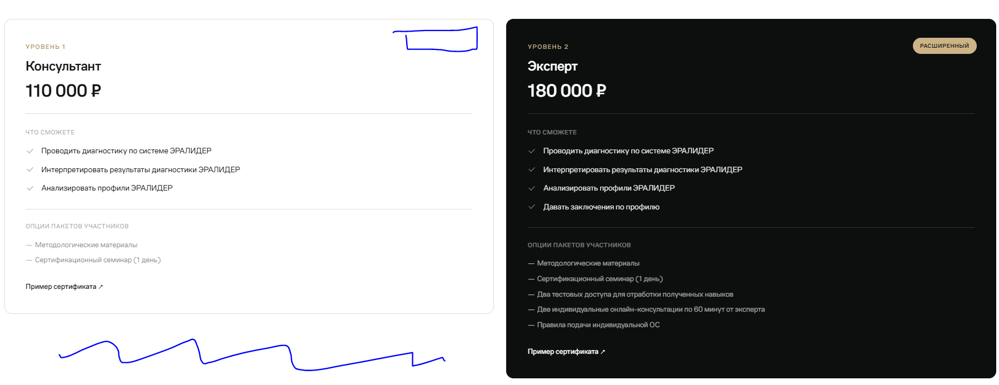 УРОВЕНЬ 1
Консультант
110 000 ₽
ЧТО СМОЖЕТЕ
Проводить диагностику по системе ЭРАЛИДЕР
Интерпретировать результаты диагностики ЭРАЛИДЕР
Анализировать профили ЭРАЛИДЕР
ОПЦИИ ПАКЕТОВ УЧАСТНИКОВ
— Методологические материалы
— Сертификационный семинар (1 день)
Пример сертификата ↗
УРОВЕНЬ 2
РАСШИРЕННЫЙ
Эксперт
180 000 ₽
ЧТО СМОЖЕТЕ
Проводить диагностику по системе ЭРАЛИДЕР
Интерпретировать результаты диагностики ЭРАЛИДЕР
Анализировать профили ЭРАЛИДЕР
Давать заключения по профилю
ОПЦИИ ПАКЕТОВ УЧАСТНИКОВ
— Методологические материалы
— Сертификационный семинар (1 день)
— Два тестовых доступа для отработки полученных навыков
— Две индивидуальные онлайн-консультации по 60 минут от эксперта
— Правила подачи индивидуальной ОС
Пример сертификата ↗